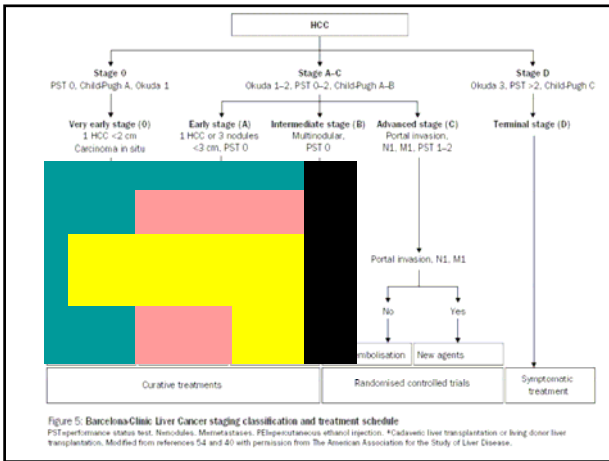 HCC
Stage 0
PST 0, Child-Pugh A, Okuda 1
Stage A–C
Okuda 1–2, PST 0–2, Child-Pugh A–B
Stage D
Okuda 3, PST >2, Child-Pugh C
Very early stage (0)
1 HCC <2 cm
Carcinoma in situ
Early stage (A)
1 HCC or 3 nodules
<3 cm, PST 0
Intermediate stage (B)
Multinodular,
PST 0
Advanced stage (C)
Portal invasion,
N1, M1, PST 1–2
Terminal stage (D)
Portal invasion, N1, M1
No
Yes
mbolisation
New agents
Curative treatments
Randomised controlled trials
Symptomatic
treatment
Figure 5: Barcelona-Clinic Liver Cancer staging classification and treatment schedule
PST=performance status test. N=nodules. M=metastases. PEI=percutaneous ethanol injection. *Cadaveric liver transplantation or living donor liver
transplantation. Modified from references 54 and 40 with permission from The American Association for the Study of Liver Disease.